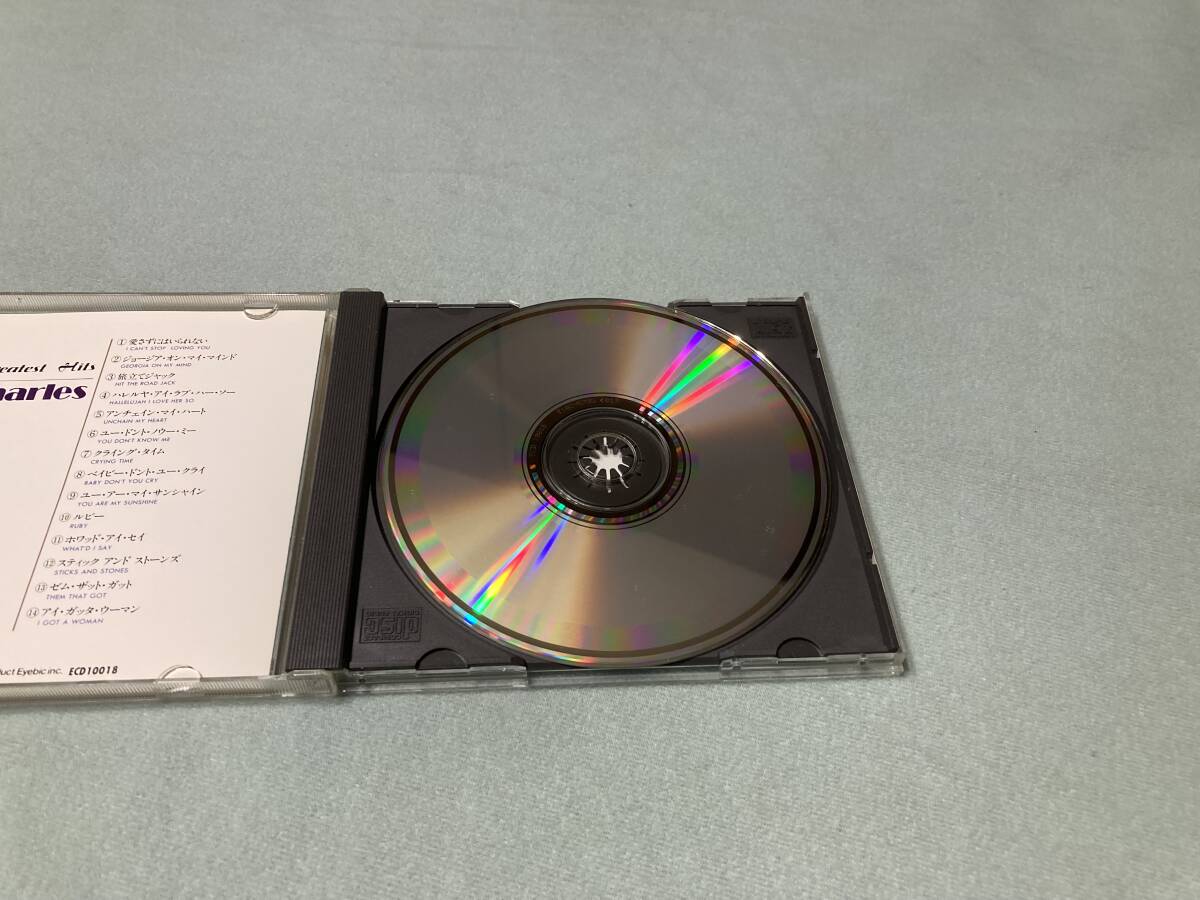 Hits
① 愛さずにはいられない
I CAN'T STOP LOVING YOU
② ジョージア・オン・マイ・マインド
GEORGIA ON MY MIND
③ 旅立てジャック
HIT THE ROAD JACK
④ ハレルヤ・アイ・ラブ・ハー・ソー
HALLELUJAH I LOVE HER SO
⑤ アンチェイン・マイ・ハート
UNCHAIN MY HEART
⑥ ユー・ドント・ノウー・ミー
YOU DON'T KNOW ME
⑦ クライング・タイム
CRYING TIME
⑧ ベイビー・ドント・ユー・クライ
BABY DON'T YOU CRY
⑨ ユー・アー・マイ・サンシャイン
YOU ARE MY SUNSHINE
⑩ ルビー
RUBY
⑪ ホワッド・アイ・セイ
WHAT'D I SAY
⑫ スティック アンド ストーンズ
STICKS AND STONES
⑬ ゼム・ザット・ガット
THEM THAT GOT
⑭ アイ・ガッタ・ウーマン
I GOT A WOMAN
Eyebic inc. ECD10018